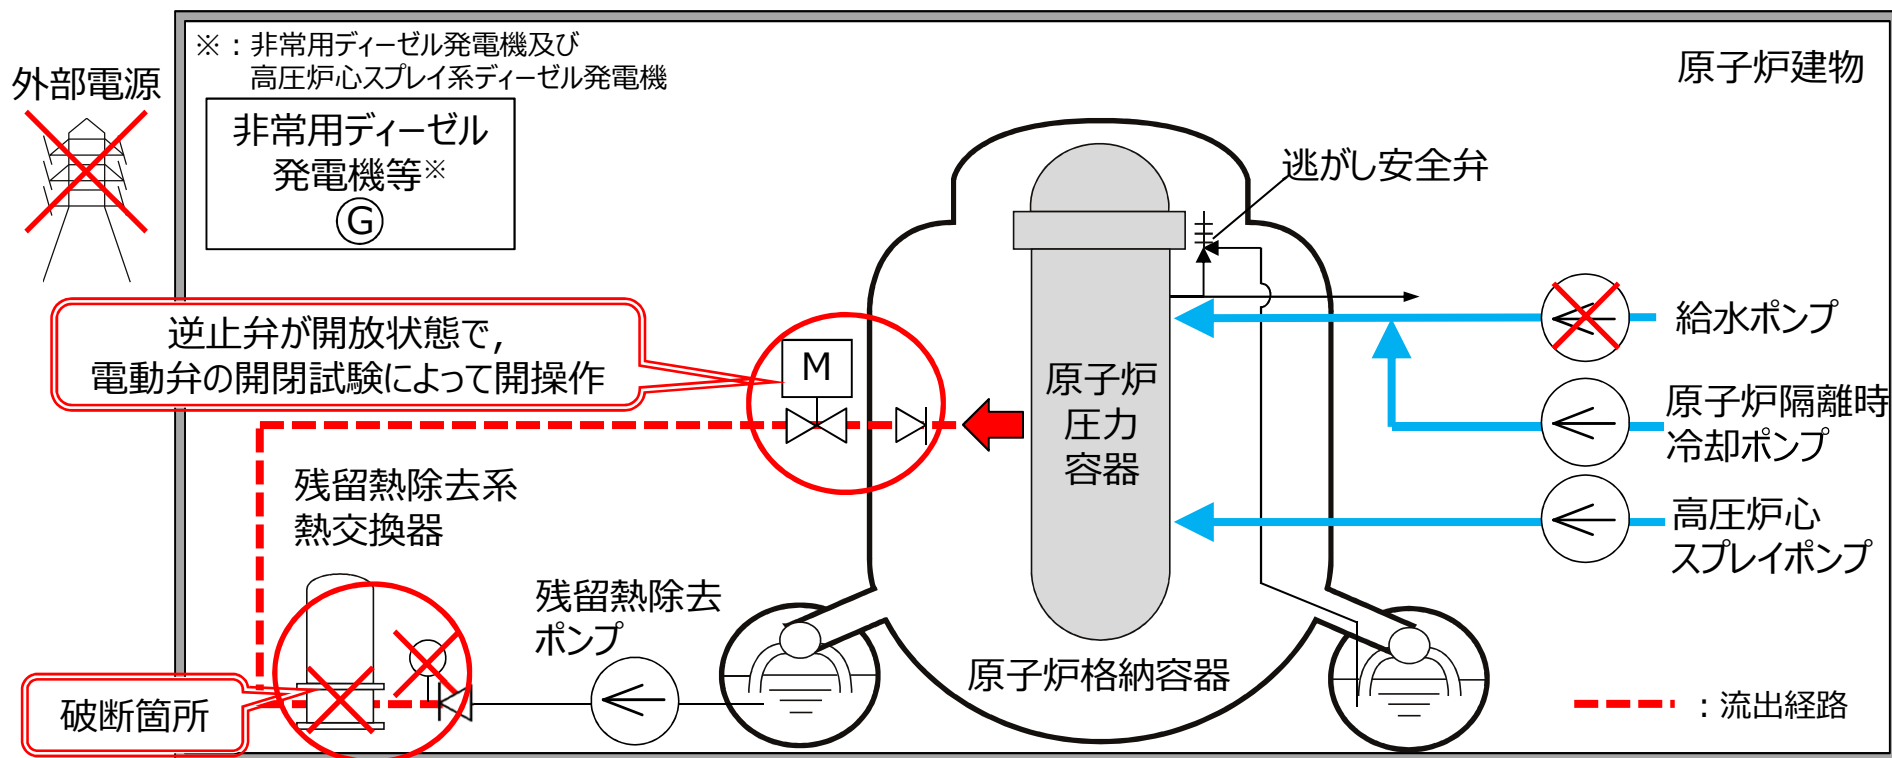 ※：非常用ディーゼル発電機及び
高圧炉心スプレイ系ディーゼル発電機
原子炉建物
外部電源
非常用ディーゼル
発電機等※
G
逃がし安全弁
逆止弁が開放状態で，
電動弁の開閉試験によって開操作
M
給水ポンプ
原子炉
圧力
容器
原子炉隔離時
冷却ポンプ
残留熱除去系
熱交換器
高圧炉心
スプレイポンプ
残留熱除去
ポンプ
原子炉格納容器
破断箇所
：流出経路